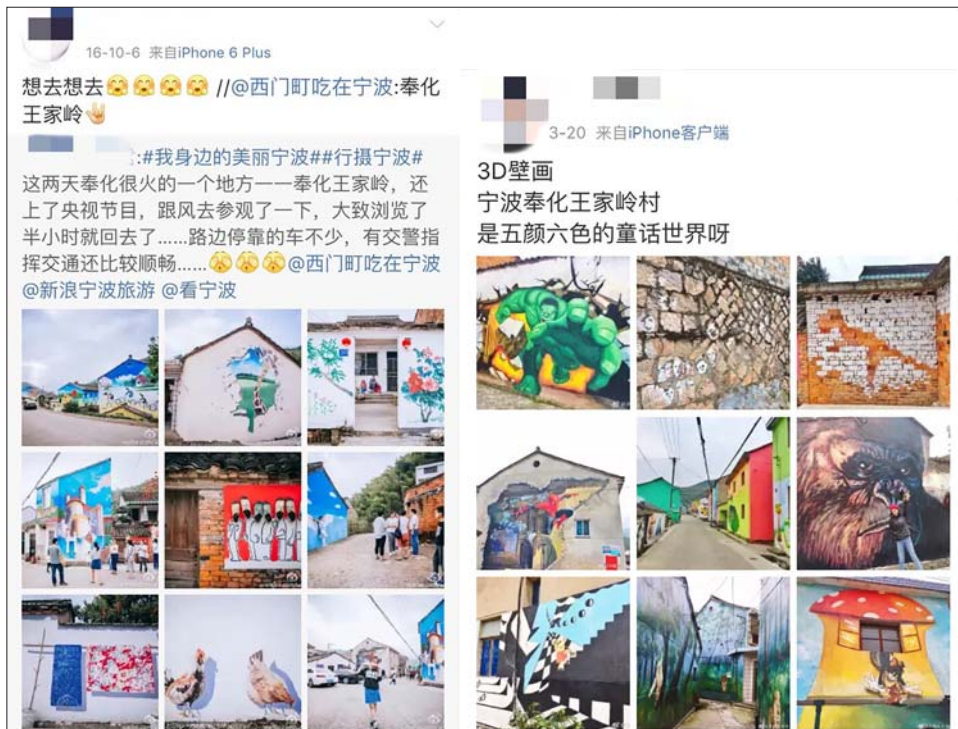 16-10-6 来自iPhone 6 Plus
想去想去 //@西门町吃在宁波:奉化
王家岭
:#我身边的美丽宁波##行摄宁波#
这两天奉化很火的一个地方一一奉化王家岭，还
上了央视节目，跟风去参观了一下，大致浏览了
半小时就回去了......路边停靠的车不少，有交警指
挥交通还比较顺畅......@西门町吃在宁波
@新浪宁波旅游 @看宁波
3-20 来自iPhone客户端
3D壁画
宁波奉化王家岭村
是五颜六色的童话世界呀